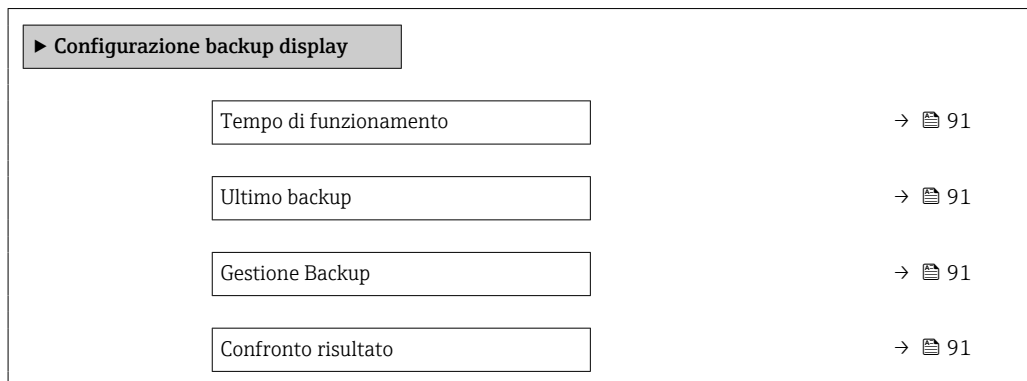 ▶ Configurazione backup display
Tempo di funzionamento → 91
Ultimo backup → 91
Gestione Backup → 91
Confronto risultato → 91